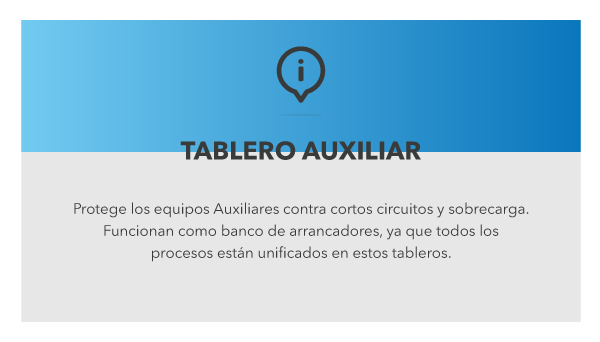 TABLERO AUXILIAR
Protege los equipos Auxiliares contra cortos circuitos y sobrecarga.
Funcionan como banco de arrancadores, ya que todos los
procesos están unificados en estos tableros.